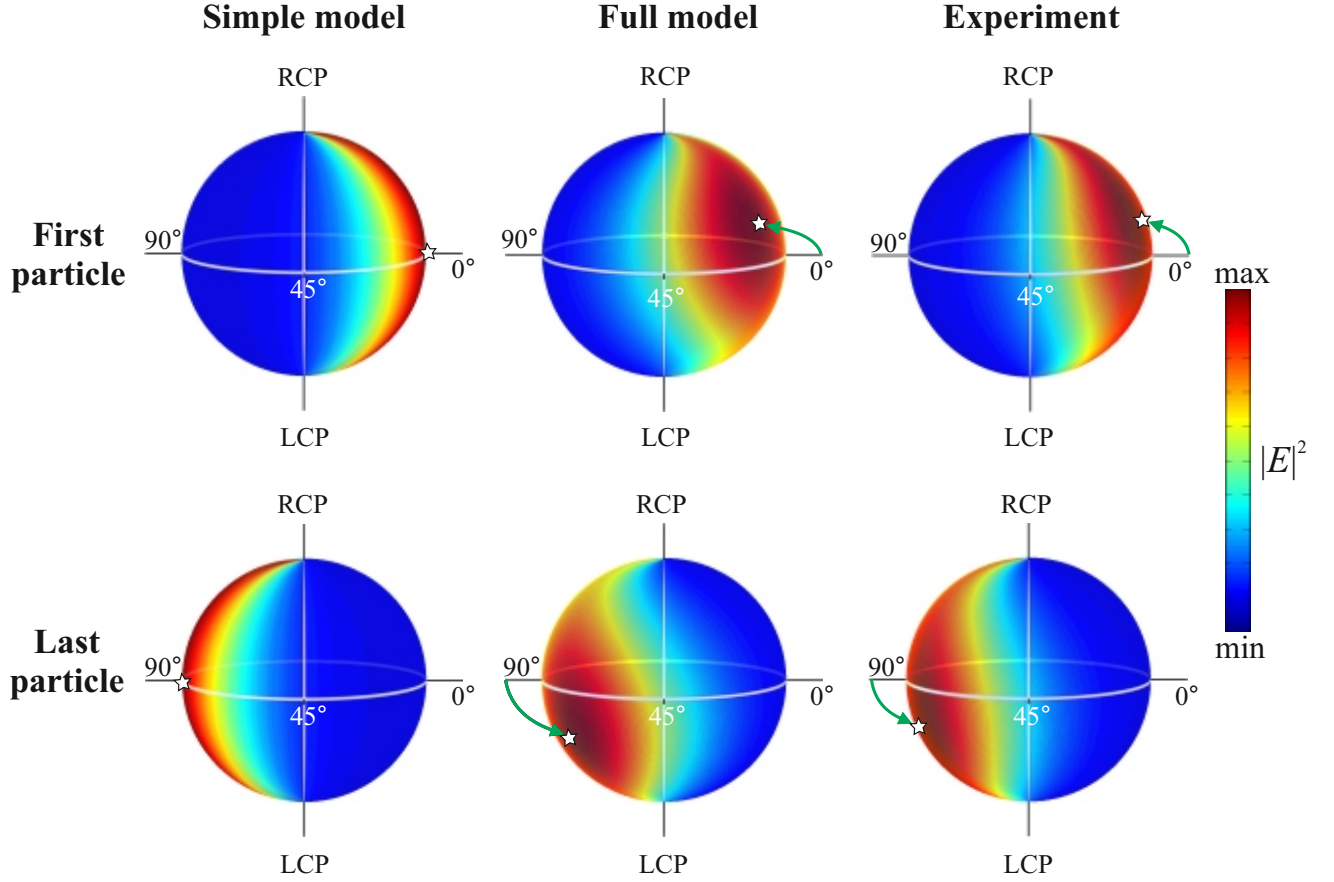 Simple model
Full model
Experiment
RCP
RCP
RCP
First
particle
90°
45°
0°
90°
45°
0°
90°
45°
0°
LCP
LCP
LCP
max
|E|²
min
RCP
RCP
RCP
Last
particle
90°
45°
0°
90°
45°
0°
90°
45°
0°
LCP
LCP
LCP